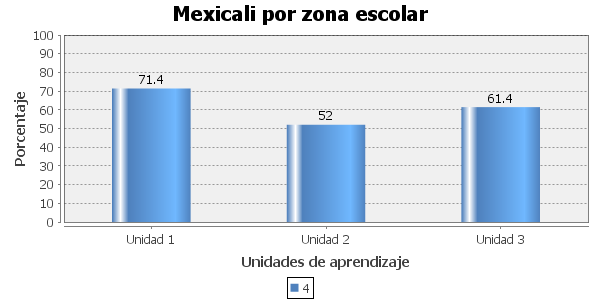 Mexicali por zona escolar
Porcentaje
100
90
80
70
60
50
40
30
20
10
0
71.4
52
61.4
Unidad 1
Unidad 2
Unidad 3
Unidades de aprendizaje
4